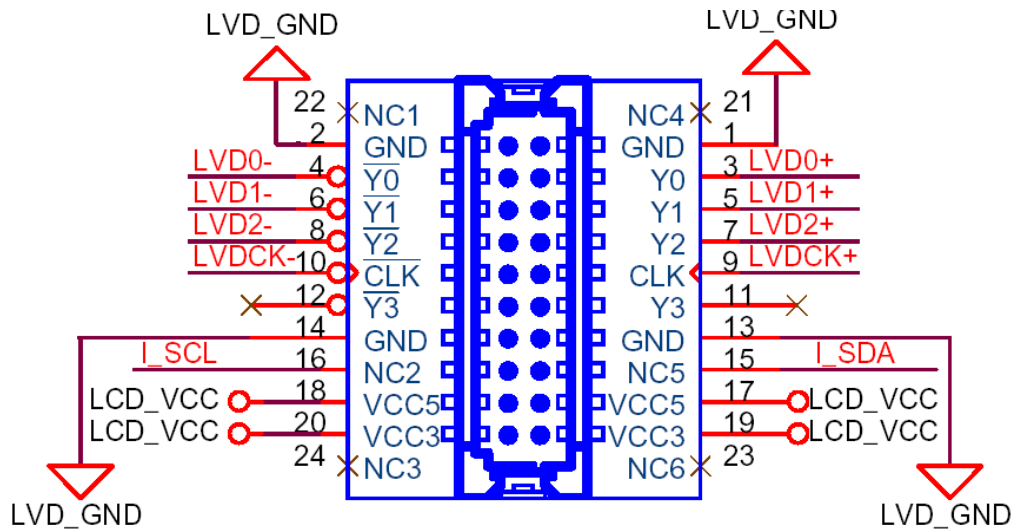 LVD_GND LVD_GND
22 NC1 NC4 21
2 GND GND 1
LVD0- 4 Y0 Y0 3 LVD0+
LVD1- 6 Y1 Y1 5 LVD1+
LVD2- 8 Y2 Y2 7 LVD2+
LVDCK- 10 CLK CLK 9 LVDCK+
12 Y3 Y3 11
14 GND GND 13
I_SCL 16 NC2 NC5 15 I_SDA
LCD_VCC 18 VCC5 VCC5 17 LCD_VCC
LCD_VCC 20 VCC3 VCC3 19 LCD_VCC
24 NC3 NC6 23
LVD_GND LVD_GND